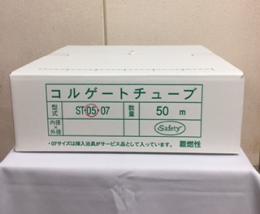 コルゲートチューブ
型式 ST-05・07 数量 50 m
内径×外径 Safety
・07サイズは挿入治具がサービス品として入っています。 難燃性